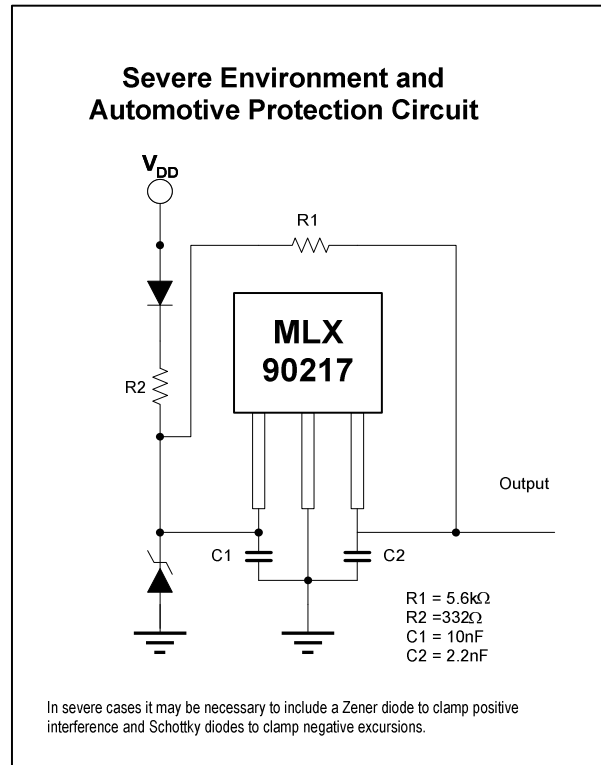 Severe Environment and
Automotive Protection Circuit
VDD
R1
MLX
90217
R2
Output
C1
C2
R1 = 5.6kΩ
R2 =332Ω
C1 = 10nF
C2 = 2.2nF
In severe cases it may be necessary to include a Zener diode to clamp positive
interference and Schottky diodes to clamp negative excursions.